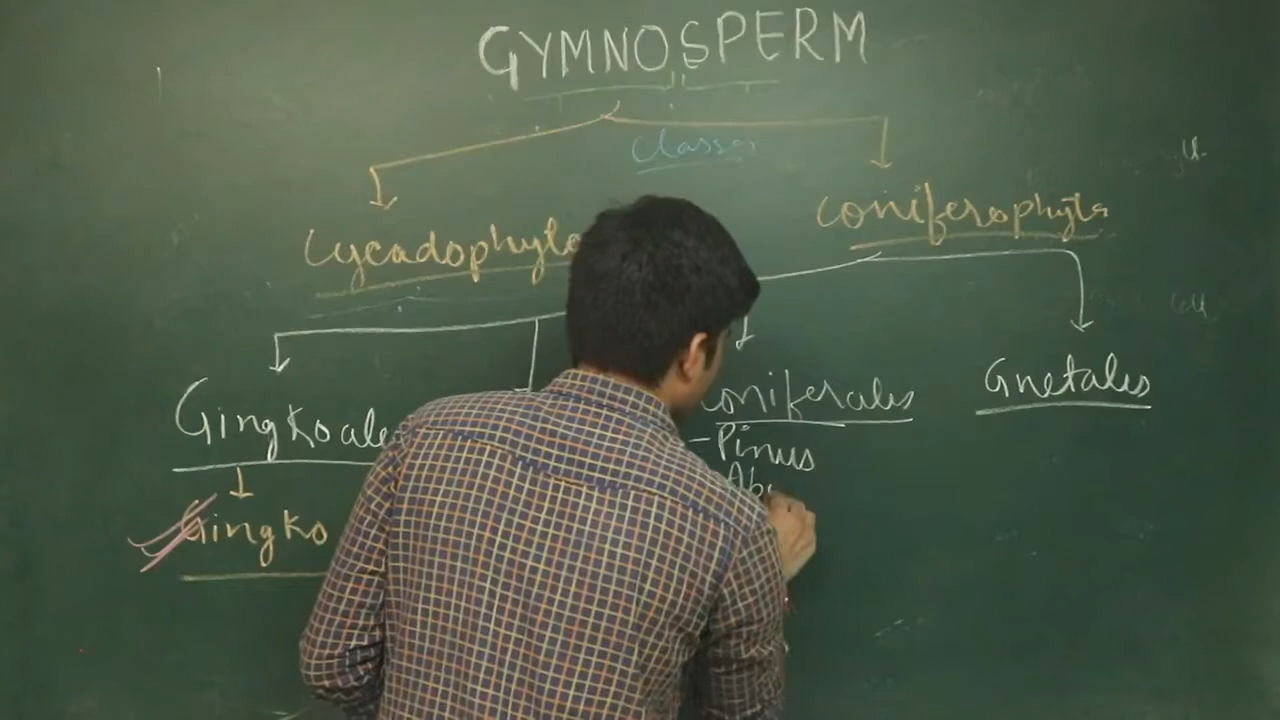 GYMNOSPERM
Classes
Cycadophyta
Coniferophyta
Gingkoales
Coniferales
Gnetales
-Pinus
Gingko